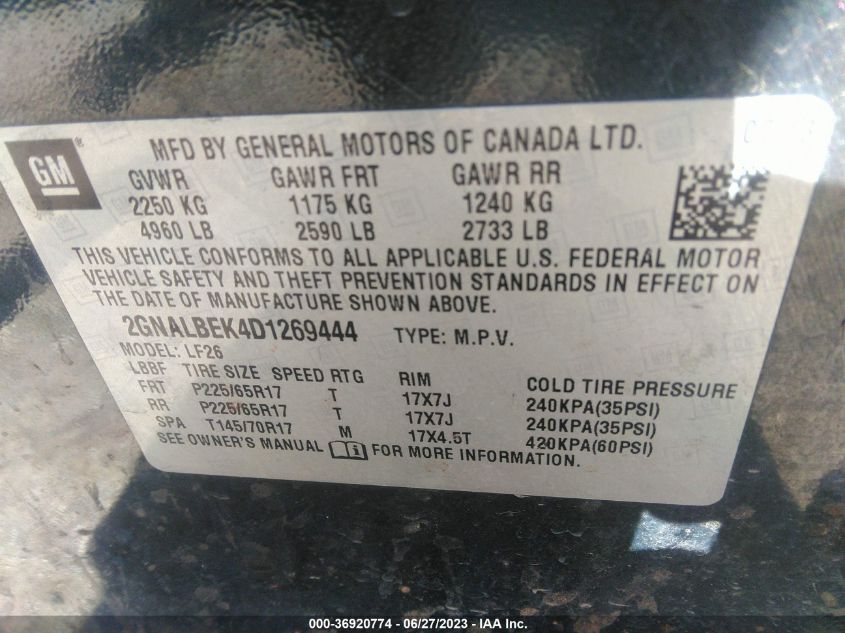 GM
MFD BY GENERAL MOTORS OF CANADA LTD.
GVWR GAWR FRT GAWR RR
2250 KG 1175 KG 1240 KG
4960 LB 2590 LB 2733 LB
THIS VEHICLE CONFORMS TO ALL APPLICABLE U.S. FEDERAL MOTOR
VEHICLE SAFETY AND THEFT PREVENTION STANDARDS IN EFFECT ON
THE DATE OF MANUFACTURE SHOWN ABOVE.
2GNALBEK4D1269444 TYPE: M.P.V.
MODEL: LF26
LBBF TIRE SIZE SPEED RTG RIM COLD TIRE PRESSURE
FRT P225/65R17 T 17X7J 240KPA(35PSI)
RR P225/65R17 T 17X7J 240KPA(35PSI)
SPA T145/70R17 M 17X4.5T 420KPA(60PSI)
SEE OWNER'S MANUAL FOR MORE INFORMATION.
000-36920774 - 06/27/2023 - IAA Inc.